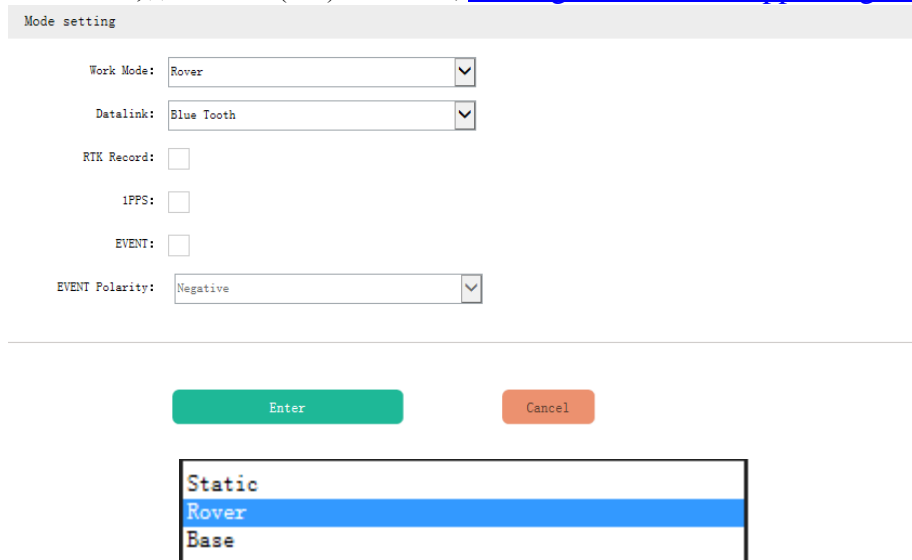 Mode setting
Work Mode: Rover
Datalink: Blue Tooth
RTK Record:
1PPS:
EVENT:
EVENT Polarity: Negative
Enter Cancel
Static
Rover
Base